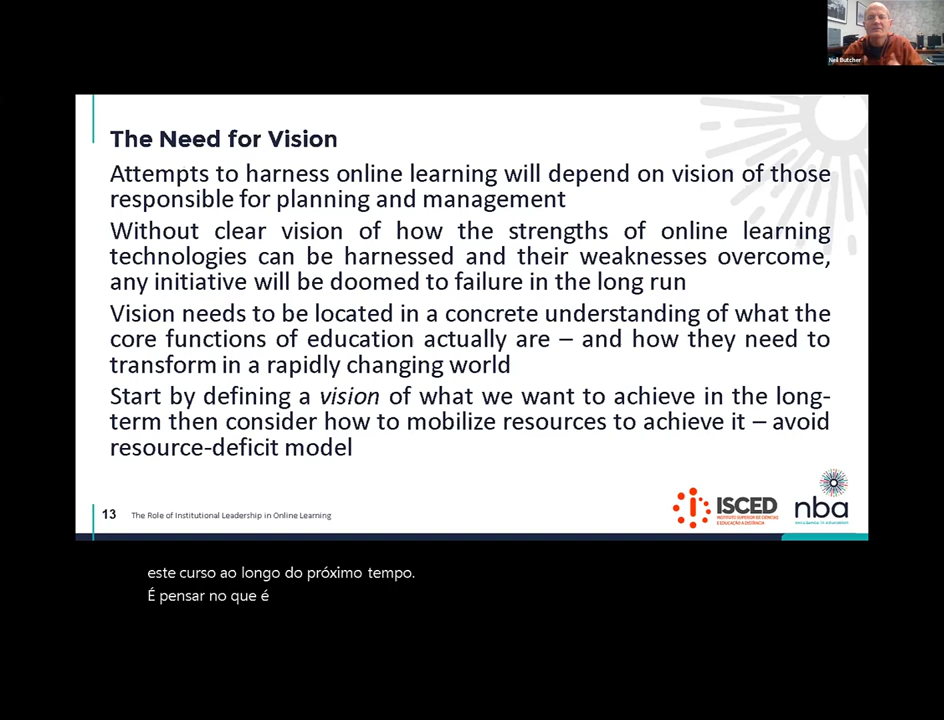 Neil Butcher
The Need for Vision
Attempts to harness online learning will depend on vision of those
responsible for planning and management
Without clear vision of how the strengths of online learning
technologies can be harnessed and their weaknesses overcome,
any initiative will be doomed to failure in the long run
Vision needs to be located in a concrete understanding of what the
core functions of education actually are – and how they need to
transform in a rapidly changing world
Start by defining a vision of what we want to achieve in the long-
term then consider how to mobilize resources to achieve it – avoid
resource-deficit model
13 The Role of Institutional Leadership in Online Learning
ISCED
INSTITUTO SUPERIOR DE CIÊNCIAS
E EDUCAÇÃO A DISTÂNCIA
nba
este curso ao longo do próximo tempo.
É pensar no que é